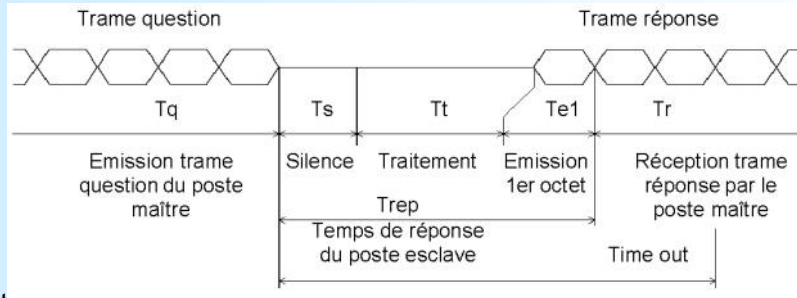 Trame question
Trame réponse
Tq
Ts
Tt
Te1
Tr
Emission trame
question du poste
maître
Silence
Traitement
Emission
1er octet
Réception trame
réponse par le
poste maître
Trep
Temps de réponse
du poste esclave
Time out